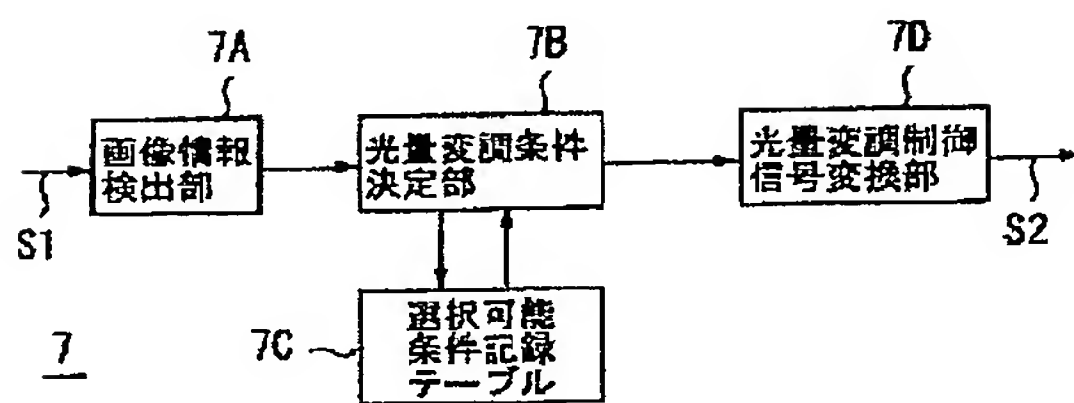 7A
7B
7D
画像情報
検出部
光量変調条件
決定部
光量変調制御
信号変換部
S1
S2
選択可能
条件記録
テーブル
7C
7